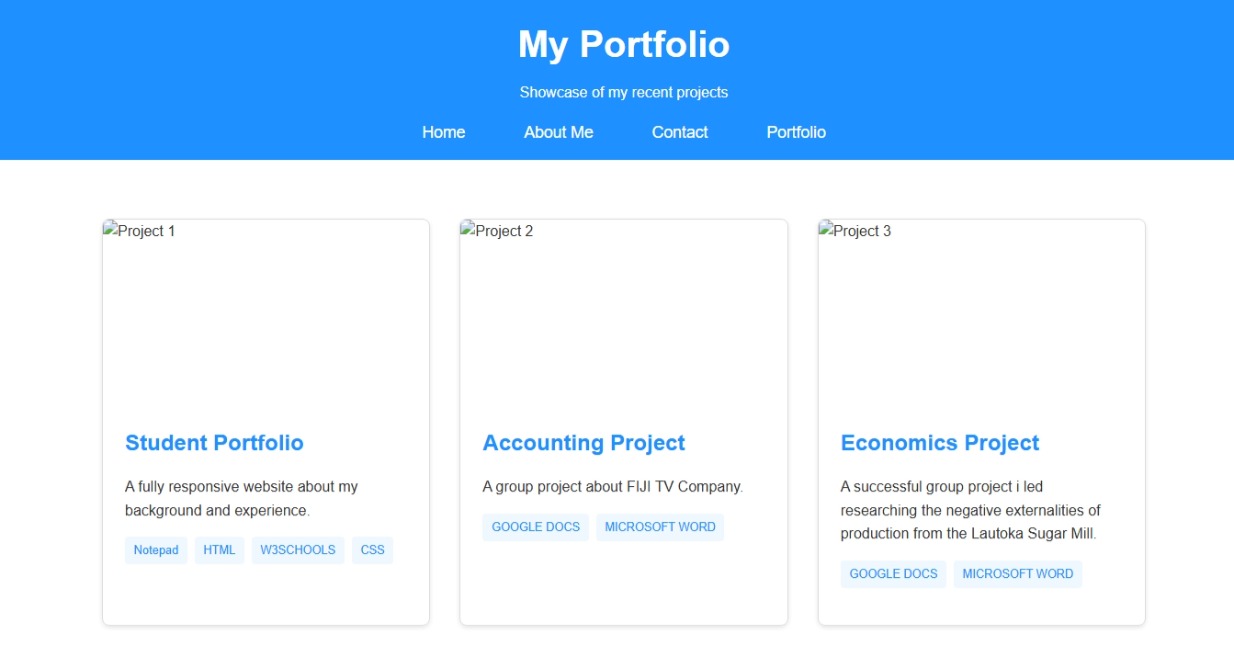 My Portfolio
Showcase of my recent projects
Home About Me Contact Portfolio
Project 1
Project 2
Project 3
Student Portfolio
A fully responsive website about my
background and experience.
Notepad HTML W3SCHOOLS CSS
Accounting Project
A group project about FIJI TV Company.
GOOGLE DOCS MICROSOFT WORD
Economics Project
A successful group project i led
researching the negative externalities of
production from the Lautoka Sugar Mill.
GOOGLE DOCS MICROSOFT WORD